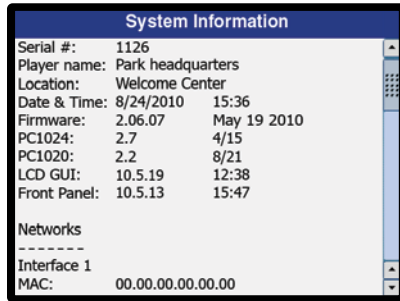 System Information
Serial #: 1126
Player name: Park headquarters
Location: Welcome Center
Date & Time: 8/24/2010 15:36
Firmware: 2.06.07 May 19 2010
PC1024: 2.7 4/15
PC1020: 2.2 8/21
LCD GUI: 10.5.19 12:38
Front Panel: 10.5.13 15:47
Networks
-------
Interface 1
MAC: 00.00.00.00.00.00